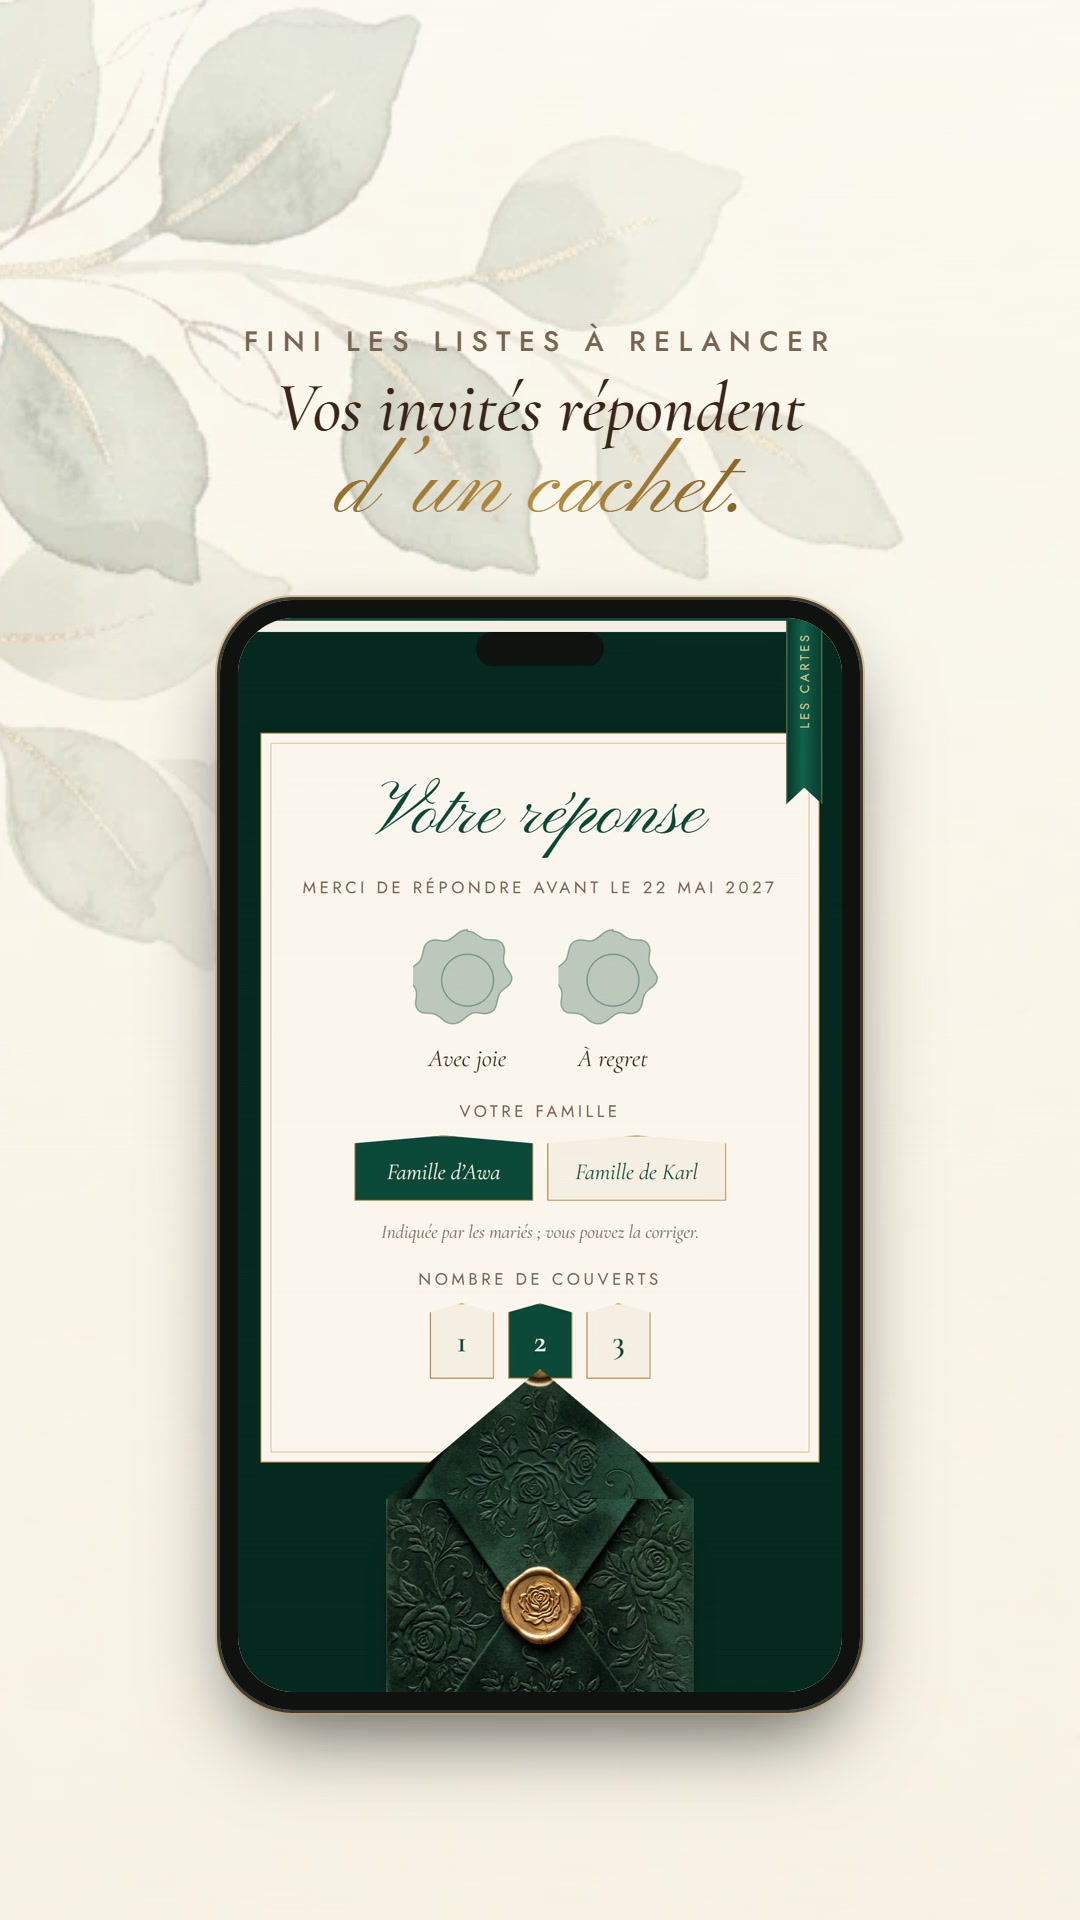 FINI LES LISTES À RELANCER
Vos invités répondent
d'un cachet.
LES CARTES
Votre réponse
MERCI DE RÉPONDRE AVANT LE 22 MAI 2027
Avec joie
À regret
VOTRE FAMILLE
Famille d'Awa
Famille de Karl
Indiquée par les mariés ; vous pouvez la corriger.
NOMBRE DE COUVERTS
1
2
3